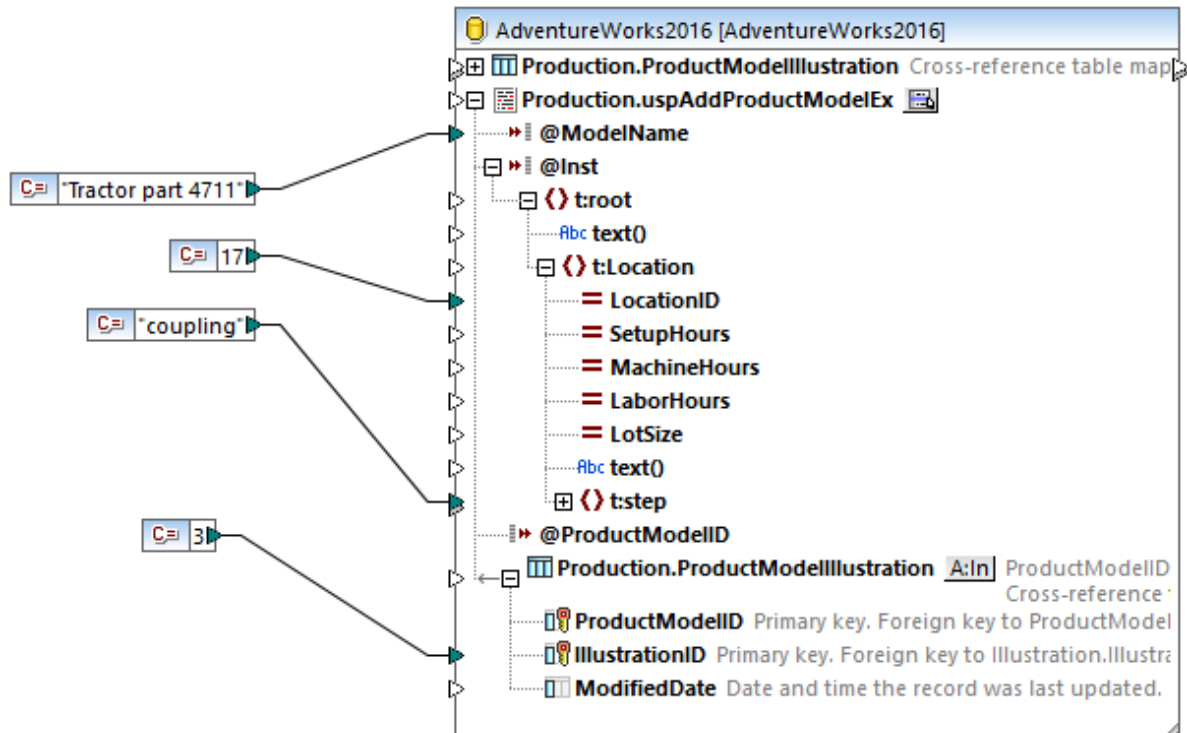 AdventureWorks2016 [AdventureWorks2016]
Production.ProductModelIllustration Cross-reference table map
Production.uspAddProductModelEx
@ModelName
@Inst
C= "Tractor part 4711"
t:root
Abc text()
C= 17
t:Location
LocationID
C= "coupling"
SetupHours
MachineHours
LaborHours
LotSize
Abc text()
t:step
C= 3
@ProductModelID
Production.ProductModelIllustration A:In ProductModelID
Cross-reference
ProductModelID Primary key. Foreign key to ProductModel
IllustrationID Primary key. Foreign key to Illustration.Illustra
ModifiedDate Date and time the record was last updated.